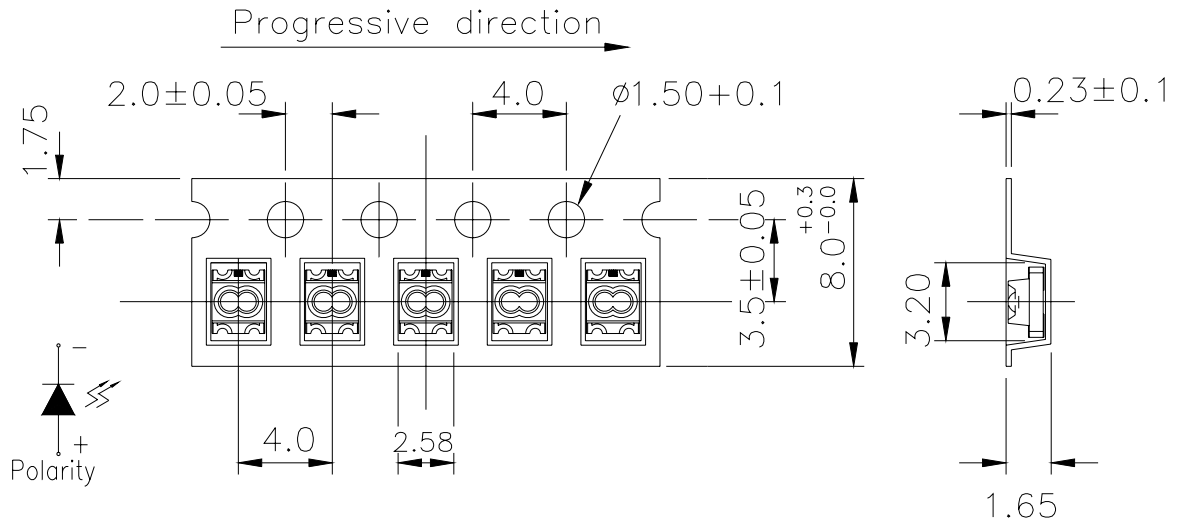 Progressive direction
2.0±0.05
4.0
ø1.50+0.1
0.23±0.1
1.75
3.5±0.05
8.0 +0.3 -0.0
3.20
-
+
Polarity
4.0
2.58
1.65